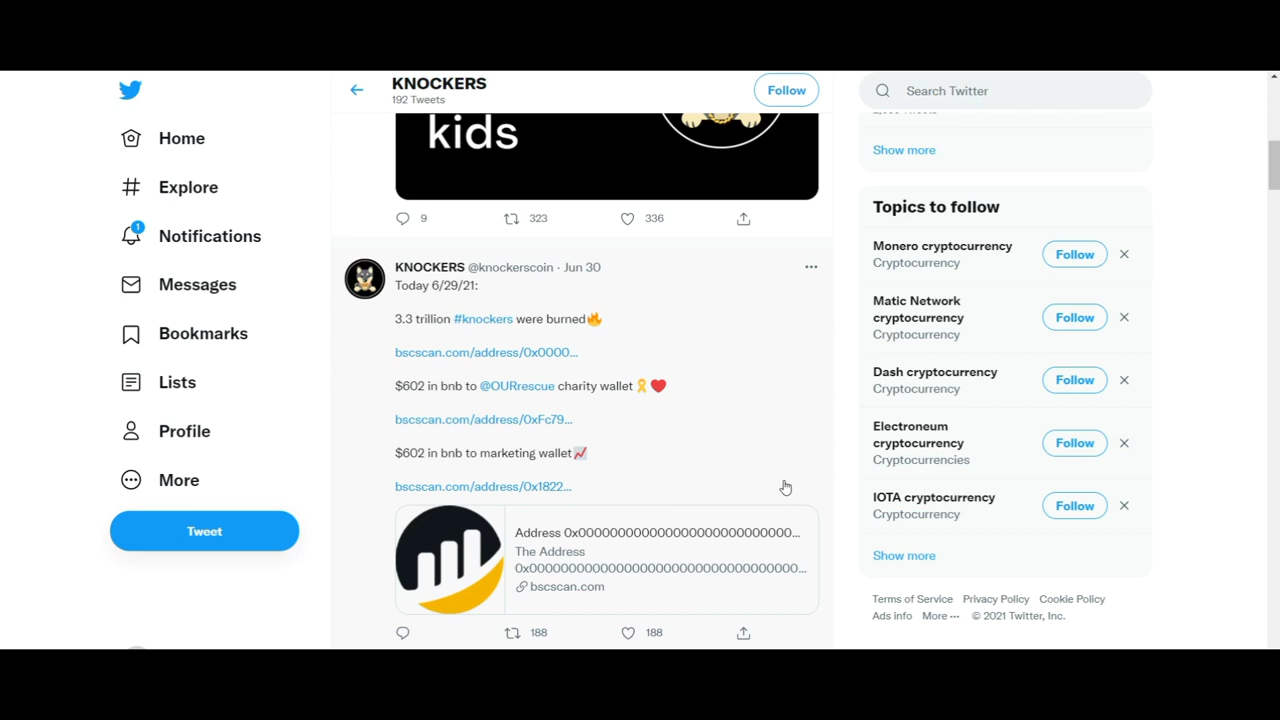 Home
Explore
1
Notifications
Messages
Bookmarks
Lists
Profile
More
Tweet
KNOCKERS
192 Tweets
Follow
kids
9
323
336
KNOCKERS @knockerscoin · Jun 30
Today 6/29/21:
3.3 trillion #knockers were burned🔥
bscscan.com/address/0x0000...
$602 in bnb to @OURrescue charity wallet 🎗️ ❤️
bscscan.com/address/0xFc79...
$602 in bnb to marketing wallet📈
bscscan.com/address/0x1822...
Address 0x00000000000000000000000000000...
The Address
0x000000000000000000000000000000000...
bscscan.com
188
188
Search Twitter
Show more
Topics to follow
Monero cryptocurrency
Cryptocurrency
Follow
Matic Network
cryptocurrency
Cryptocurrency
Follow
Dash cryptocurrency
Cryptocurrency
Follow
Electroneum
cryptocurrency
Cryptocurrencies
Follow
IOTA cryptocurrency
Cryptocurrency
Follow
Show more
Terms of Service Privacy Policy Cookie Policy
Ads info More ··· © 2021 Twitter, Inc.